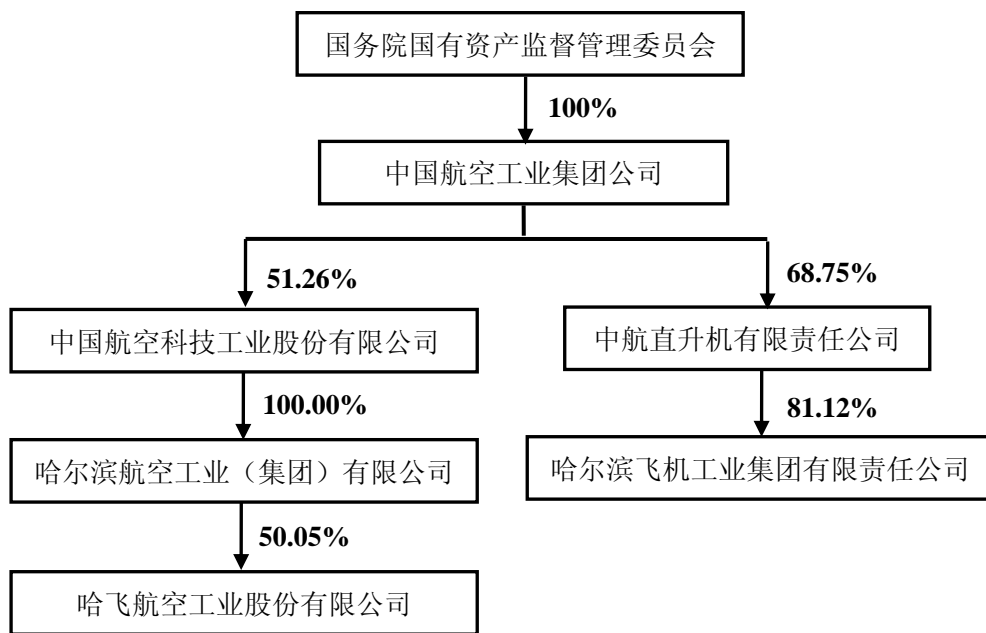 国务院国有资产监督管理委员会
100%
中国航空工业集团公司
51.26%
68.75%
中国航空科技工业股份有限公司
中航直升机有限责任公司
100.00%
81.12%
哈尔滨航空工业（集团）有限公司
哈尔滨飞机工业集团有限责任公司
50.05%
哈飞航空工业股份有限公司